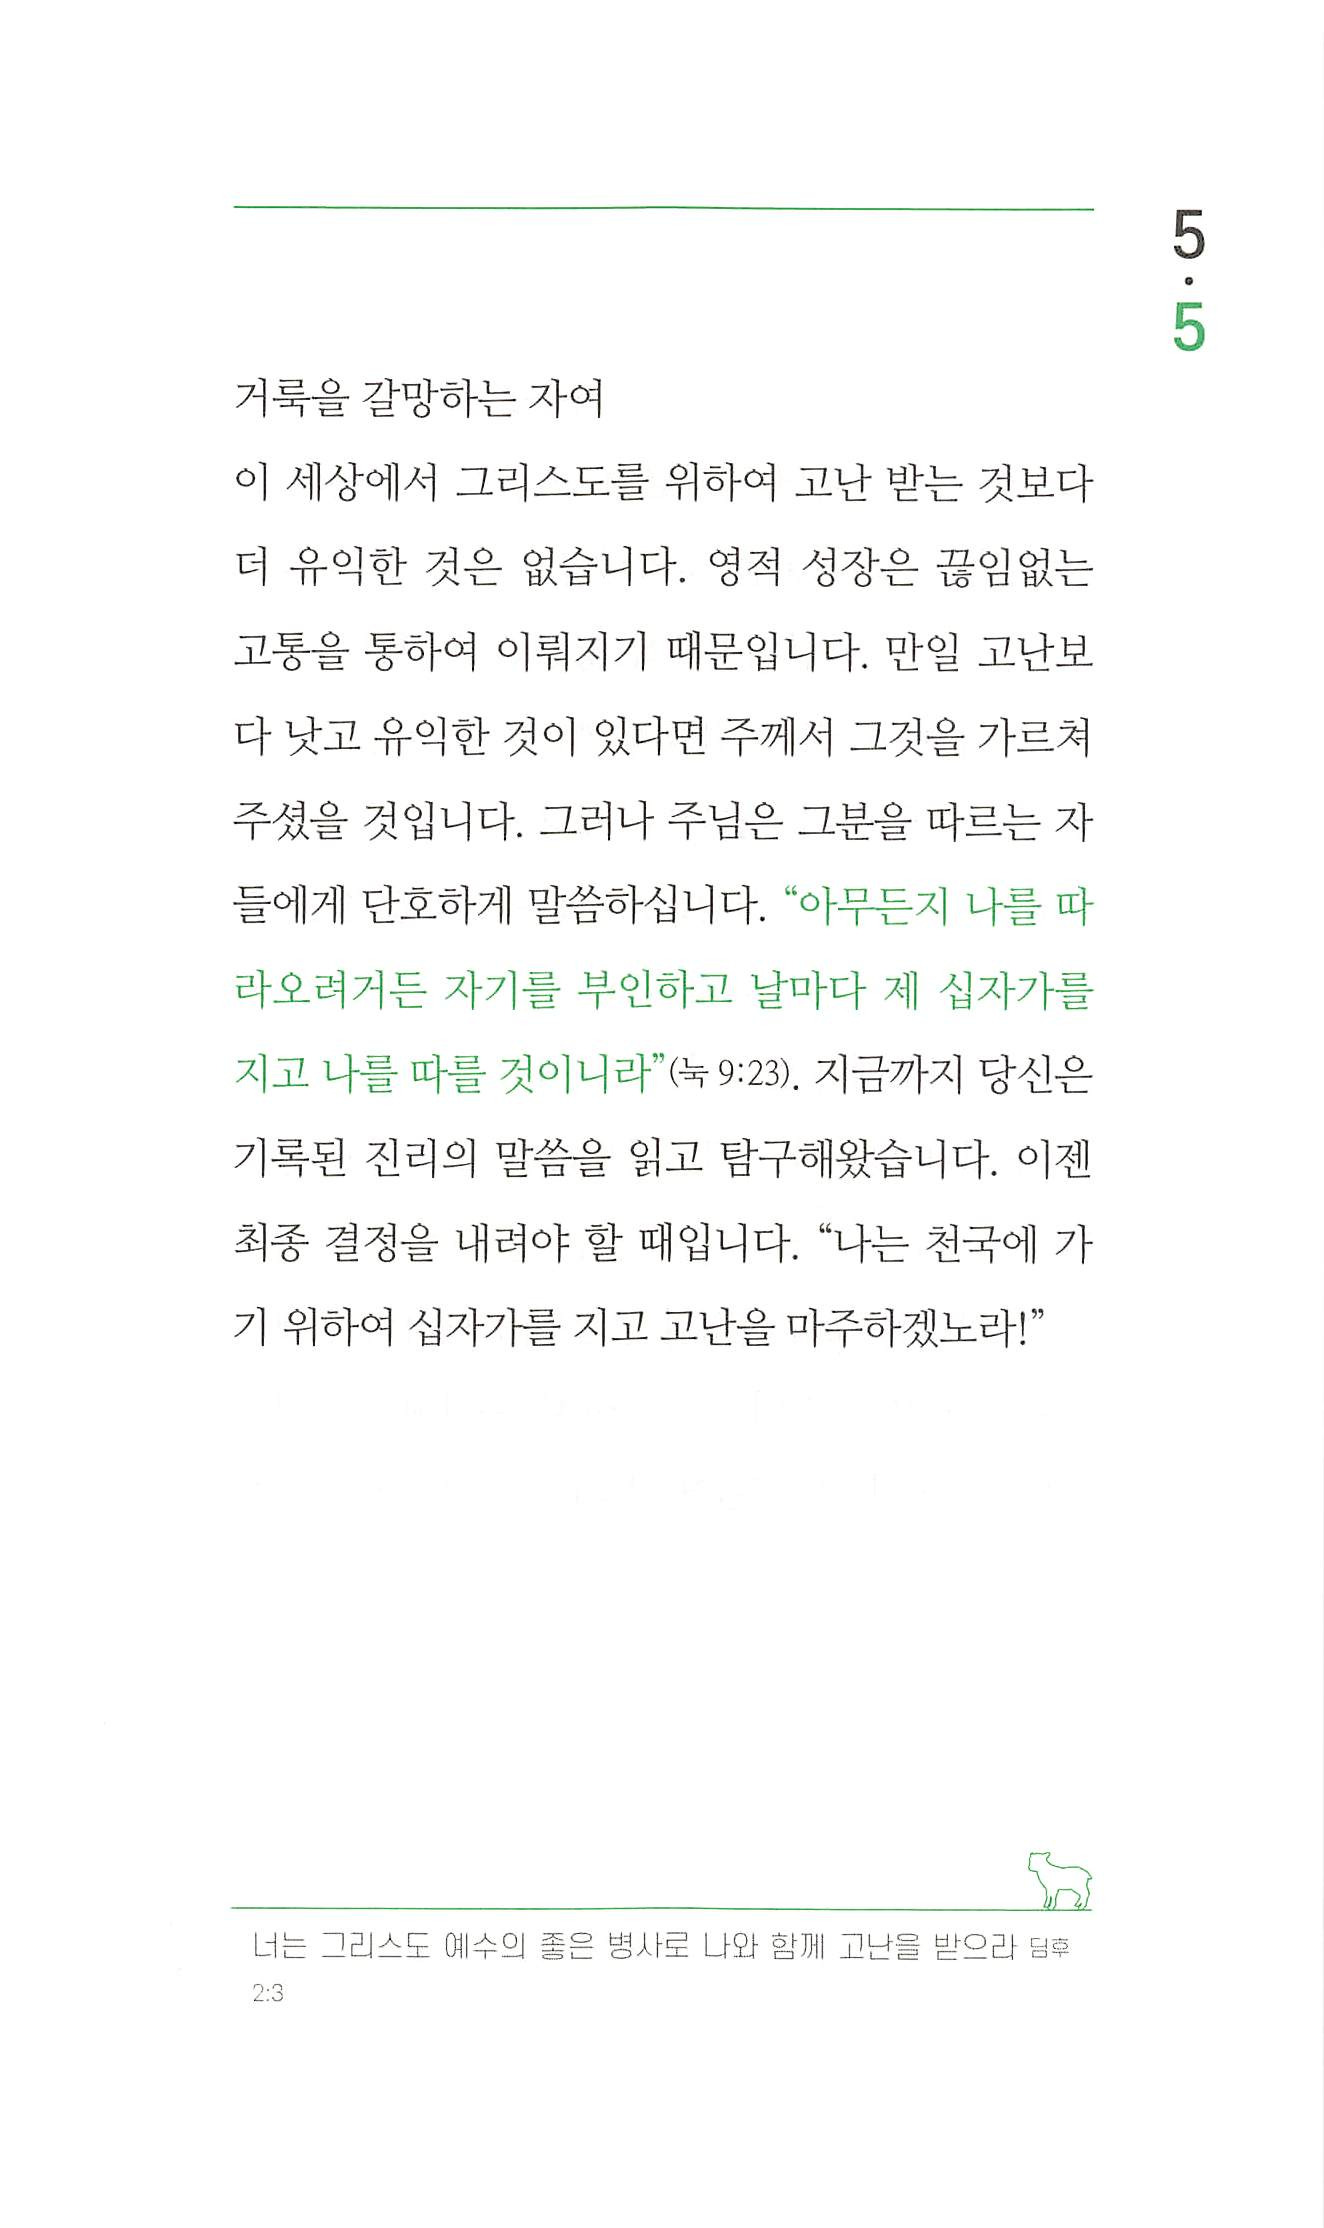 5
·
5
거룩을 갈망하는 자여
이 세상에서 그리스도를 위하여 고난 받는 것보다
더 유익한 것은 없습니다. 영적 성장은 끊임없는
고통을 통하여 이뤄지기 때문입니다. 만일 고난보
다 낫고 유익한 것이 있다면 주께서 그것을 가르쳐
주셨을 것입니다. 그러나 주님은 그분을 따르는 자
들에게 단호하게 말씀하십니다. “아무든지 나를 따
라오려거든 자기를 부인하고 날마다 제 십자가를
지고 나를 따를 것이니라”(눅 9:23). 지금까지 당신은
기록된 진리의 말씀을 읽고 탐구해왔습니다. 이젠
최종 결정을 내려야 할 때입니다. “나는 천국에 가
기 위하여 십자가를 지고 고난을 마주하겠노라!”
너는 그리스도 예수의 좋은 병사로 나와 함께 고난을 받으라 딤후
2:3